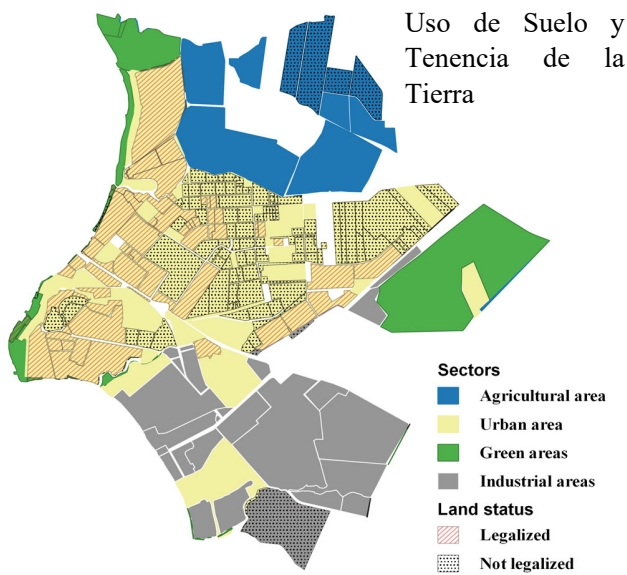 Uso de Suelo y
Tenencia de la
Tierra
Sectors
Agricultural area
Urban area
Green areas
Industrial areas
Land status
Legalized
Not legalized